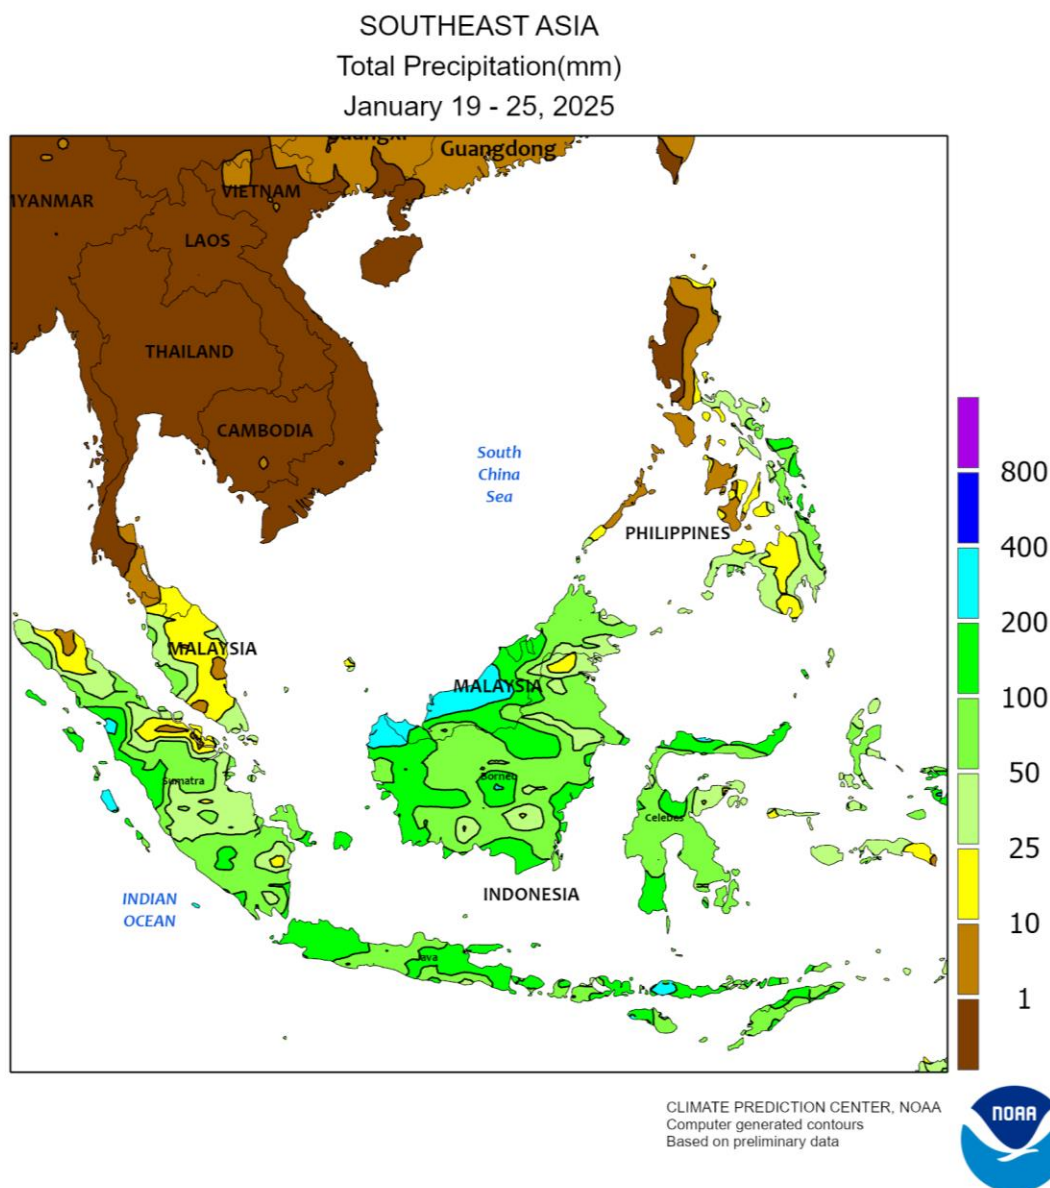 SOUTHEAST ASIA
Total Precipitation(mm)
January 19 - 25, 2025
Guangdong
VIETNAM
LAOS
THAILAND
CAMBODIA
South
China
Sea
PHILIPPINES
MALAYSIA
MALAYSIA
Sumatra
Borneo
Celebes
INDIAN
OCEAN
INDONESIA
800
400
200
100
50
25
10
1
CLIMATE PREDICTION CENTER, NOAA
Computer generated contours
Based on preliminary data
NOAA